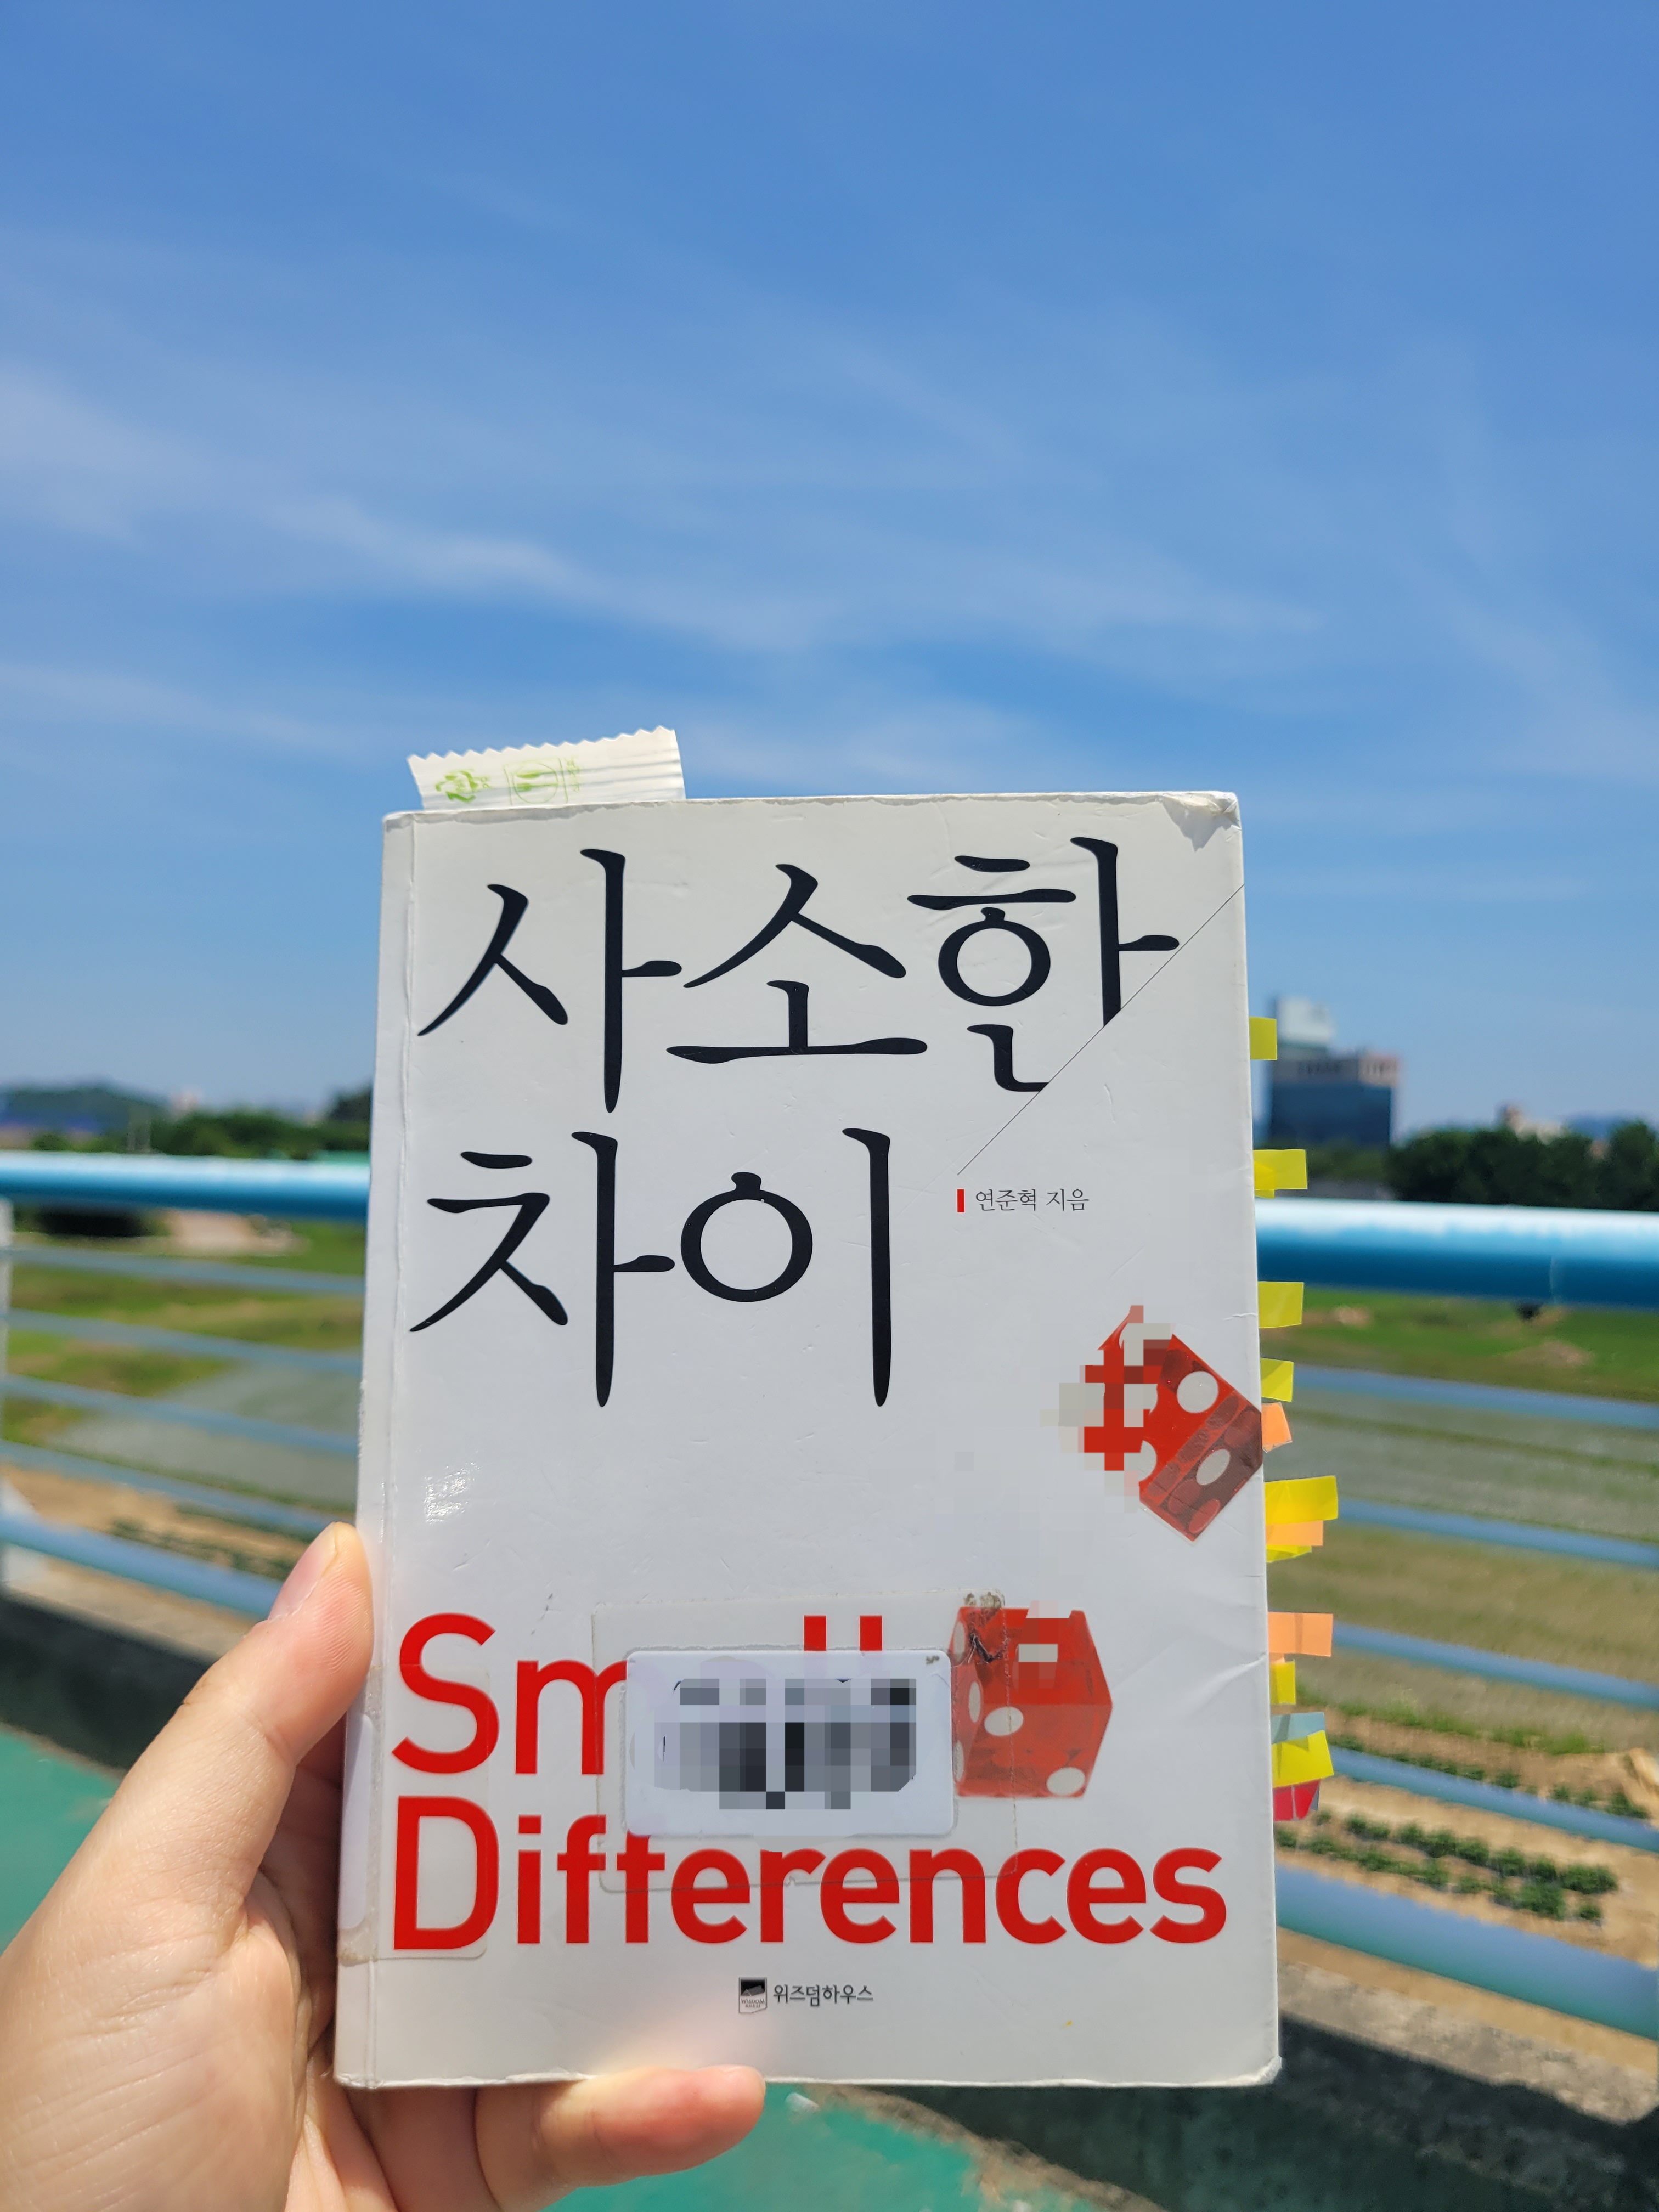 사소한
차이
연준혁 지음
Differences
위즈덤하우스